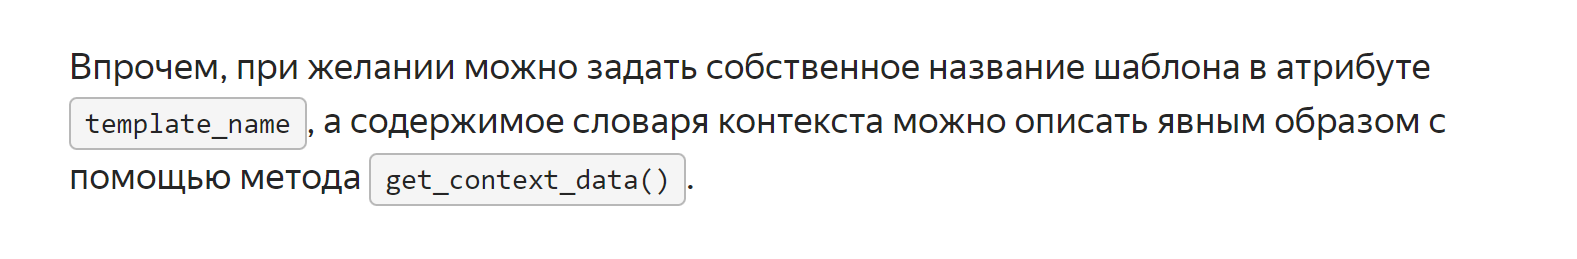 Впрочем, при желании можно задать собственное название шаблона в атрибуте
template_name, а содержимое словаря контекста можно описать явным образом с
помощью метода get_context_data().